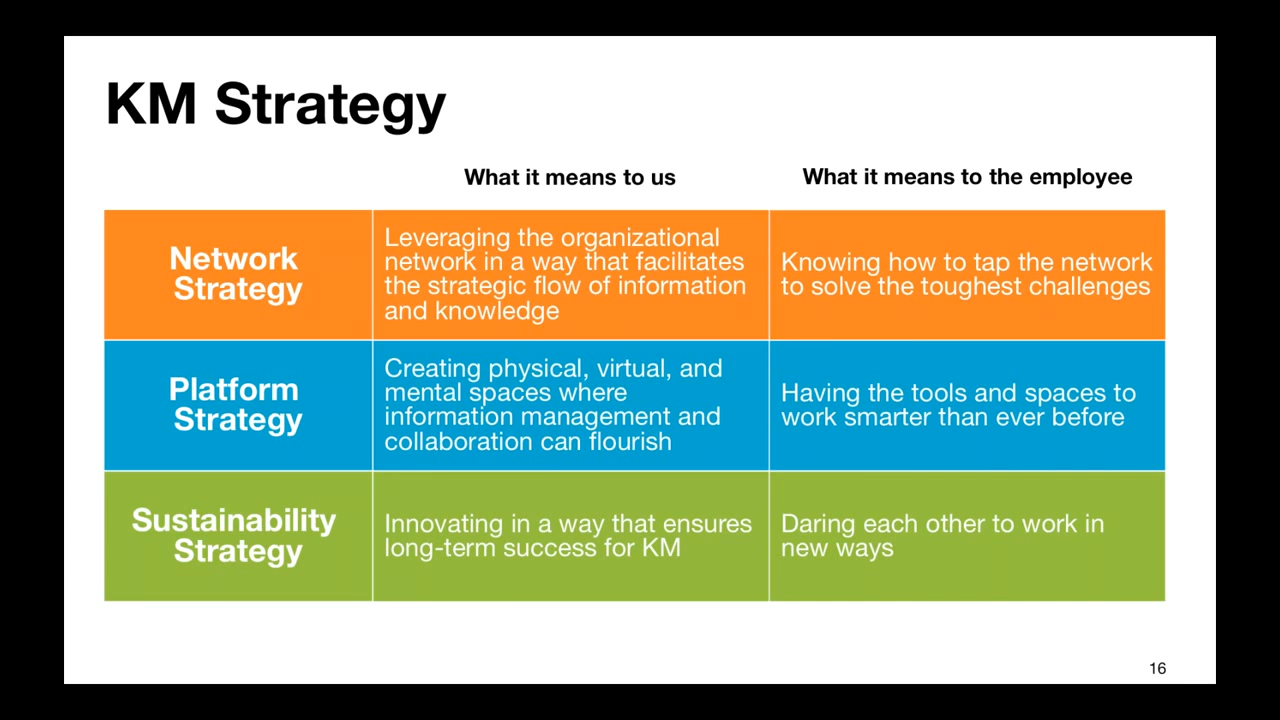 KM Strategy
What it means to us
What it means to the employee
Network
Strategy
Leveraging the organizational
network in a way that facilitates
the strategic flow of information
and knowledge
Knowing how to tap the network
to solve the toughest challenges
Platform
Strategy
Creating physical, virtual, and
mental spaces where
information management and
collaboration can flourish
Having the tools and spaces to
work smarter than ever before
Sustainability
Strategy
Innovating in a way that ensures
long-term success for KM
Daring each other to work in
new ways
16